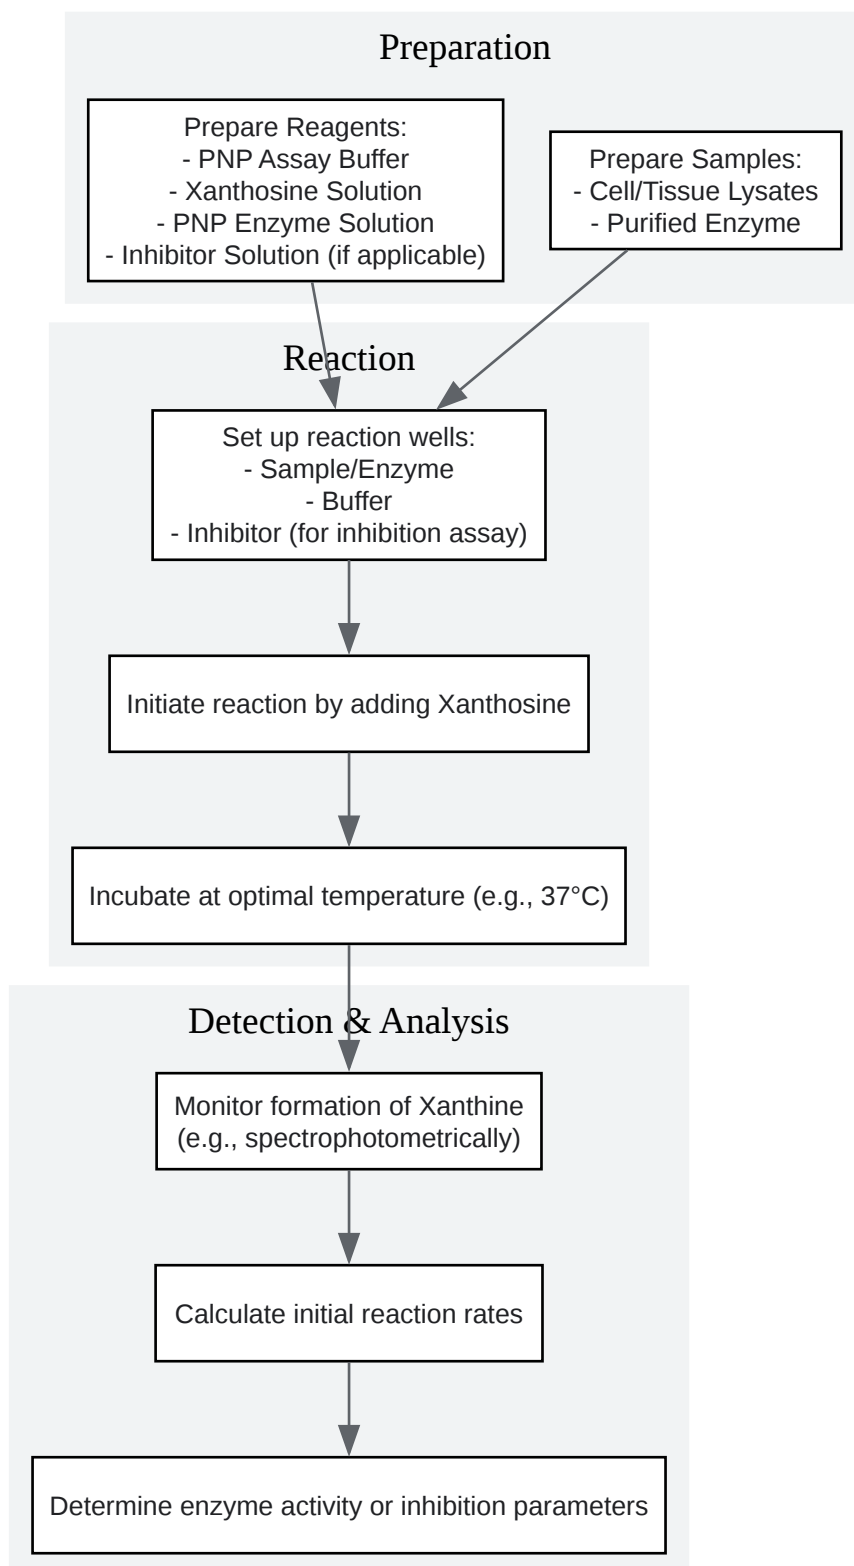 Preparation
Prepare Reagents:
- PNP Assay Buffer
- Xanthosine Solution
- PNP Enzyme Solution
- Inhibitor Solution (if applicable)
Prepare Samples:
- Cell/Tissue Lysates
- Purified Enzyme
Reaction
Set up reaction wells:
- Sample/Enzyme
- Buffer
- Inhibitor (for inhibition assay)
Initiate reaction by adding Xanthosine
Incubate at optimal temperature (e.g., 37°C)
Detection & Analysis
Monitor formation of Xanthine
(e.g., spectrophotometrically)
Calculate initial reaction rates
Determine enzyme activity or inhibition parameters